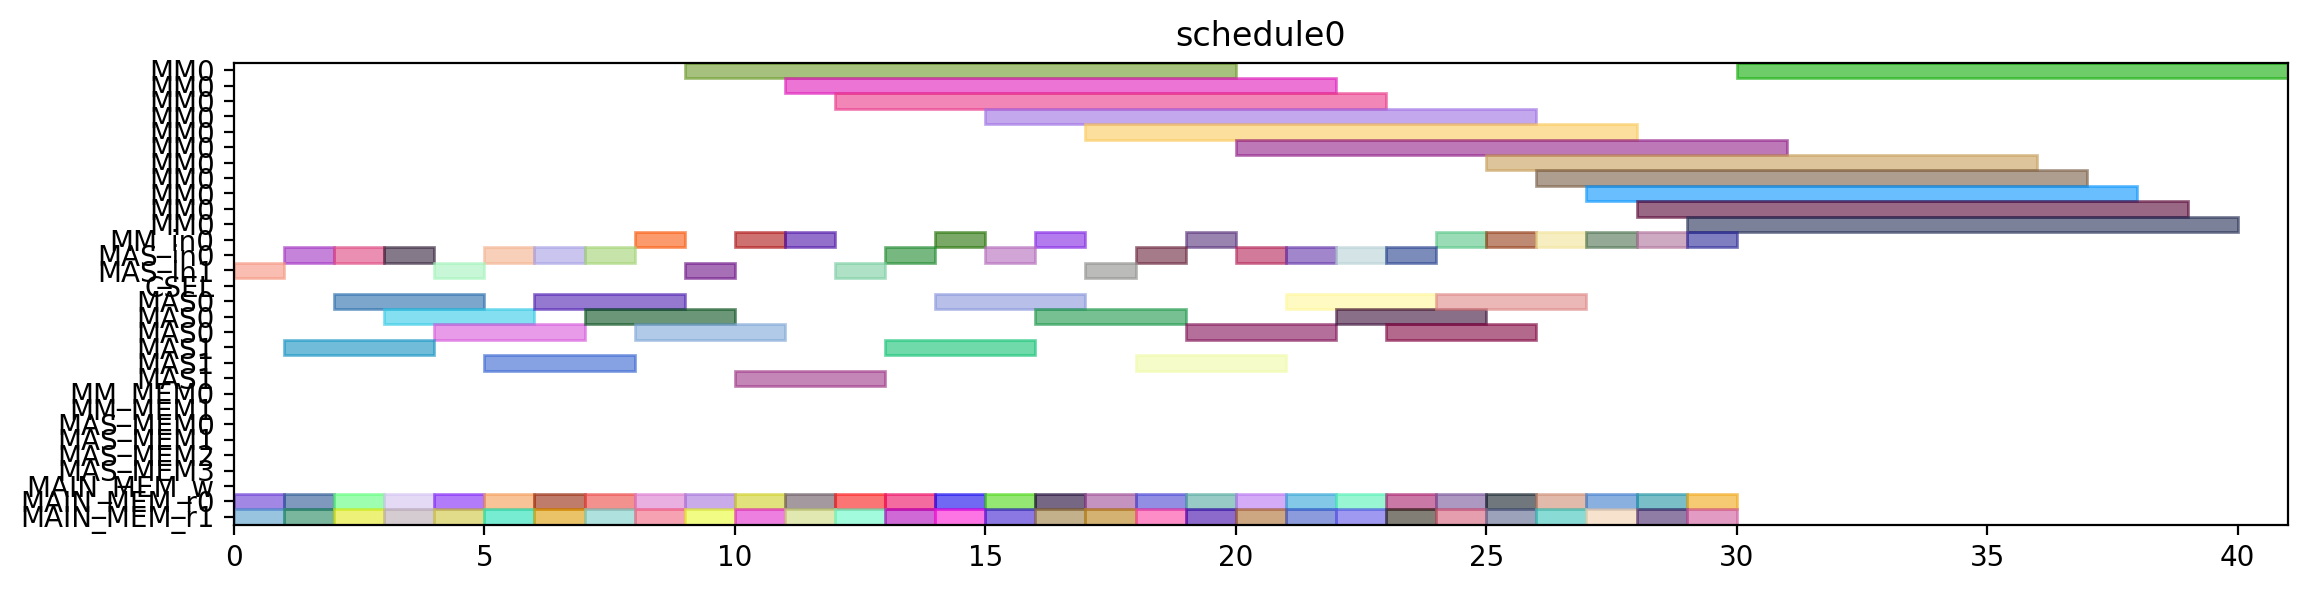 schedule0
MM0
MM0
MM0
MM0
MM0
MM0
MM0
MM0
MM0
MM0
MM0
MM_in0
MAS_in0
MAS_in1
CSEL
MAS0
MAS0
MAS0
MAS1
MAS1
MAS1
MM_MEM0
MM_MEM1
MAS_MEM0
MAS_MEM1
MAS_MEM2
MAS_MEM3
MAIN_MEM_w
MAIN_MEM_r0
MAIN_MEM_r1
0 5 10 15 20 25 30 35 40